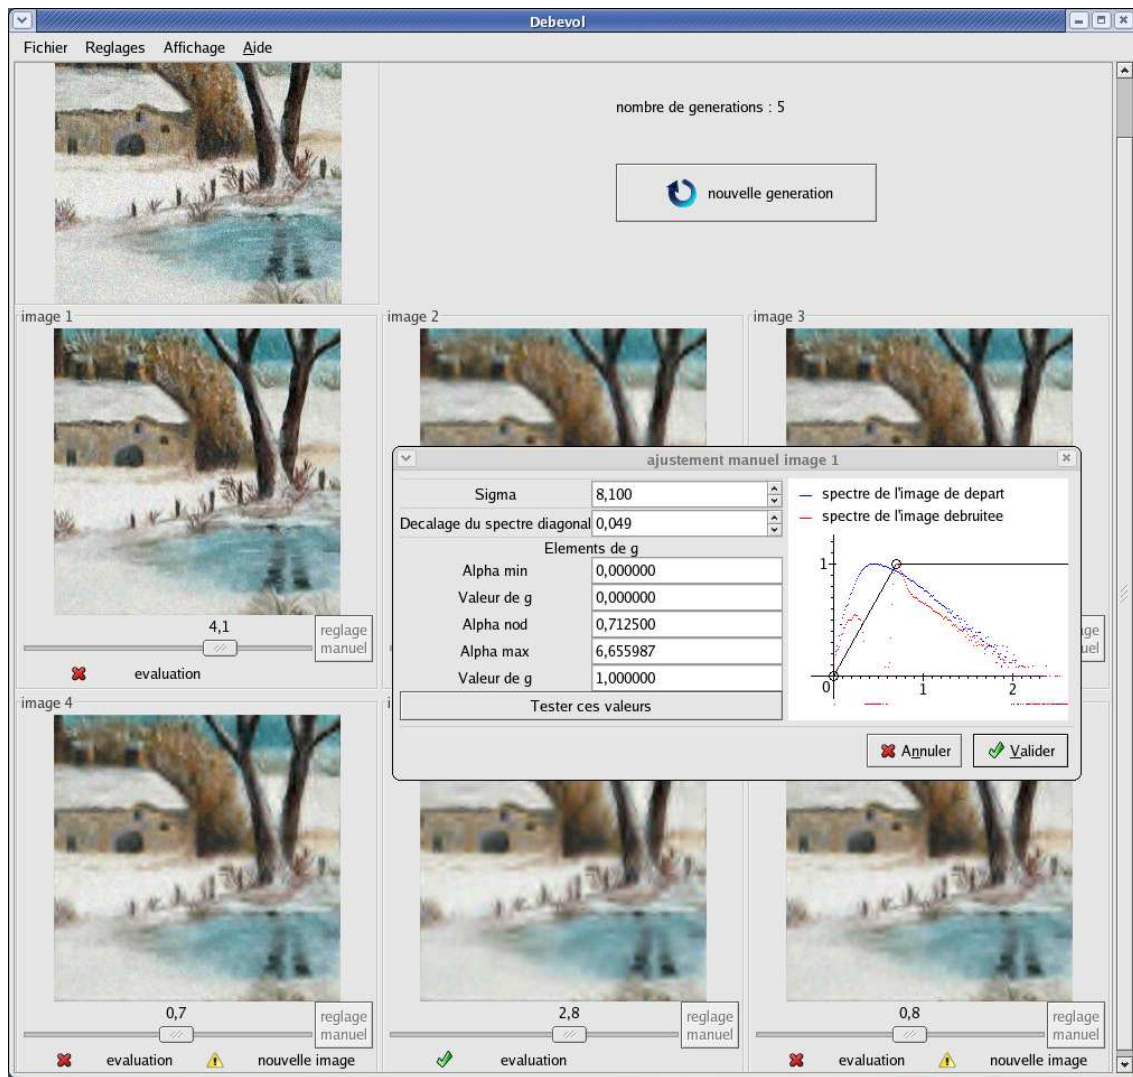 Debevol
Fichier Reglages Affichage Aide
nombre de generations : 5
nouvelle generation
image 1
image 2
image 3
4,1
reglage
manuel
evaluation
ajustement manuel image 1
Sigma 8,100
Decalage du spectre diagonal 0,049
Elements de g
Alpha min 0,000000
Valeur de g 0,000000
Alpha nod 0,712500
Alpha max 6,655987
Valeur de g 1,000000
Tester ces valeurs
spectre de l'image de depart
spectre de l'image debruitee
1
0 1 2
Annuler Valider
image 4
0,7
reglage
manuel
evaluation nouvelle image
2,8
reglage
manuel
evaluation
0,8
reglage
manuel
evaluation nouvelle image